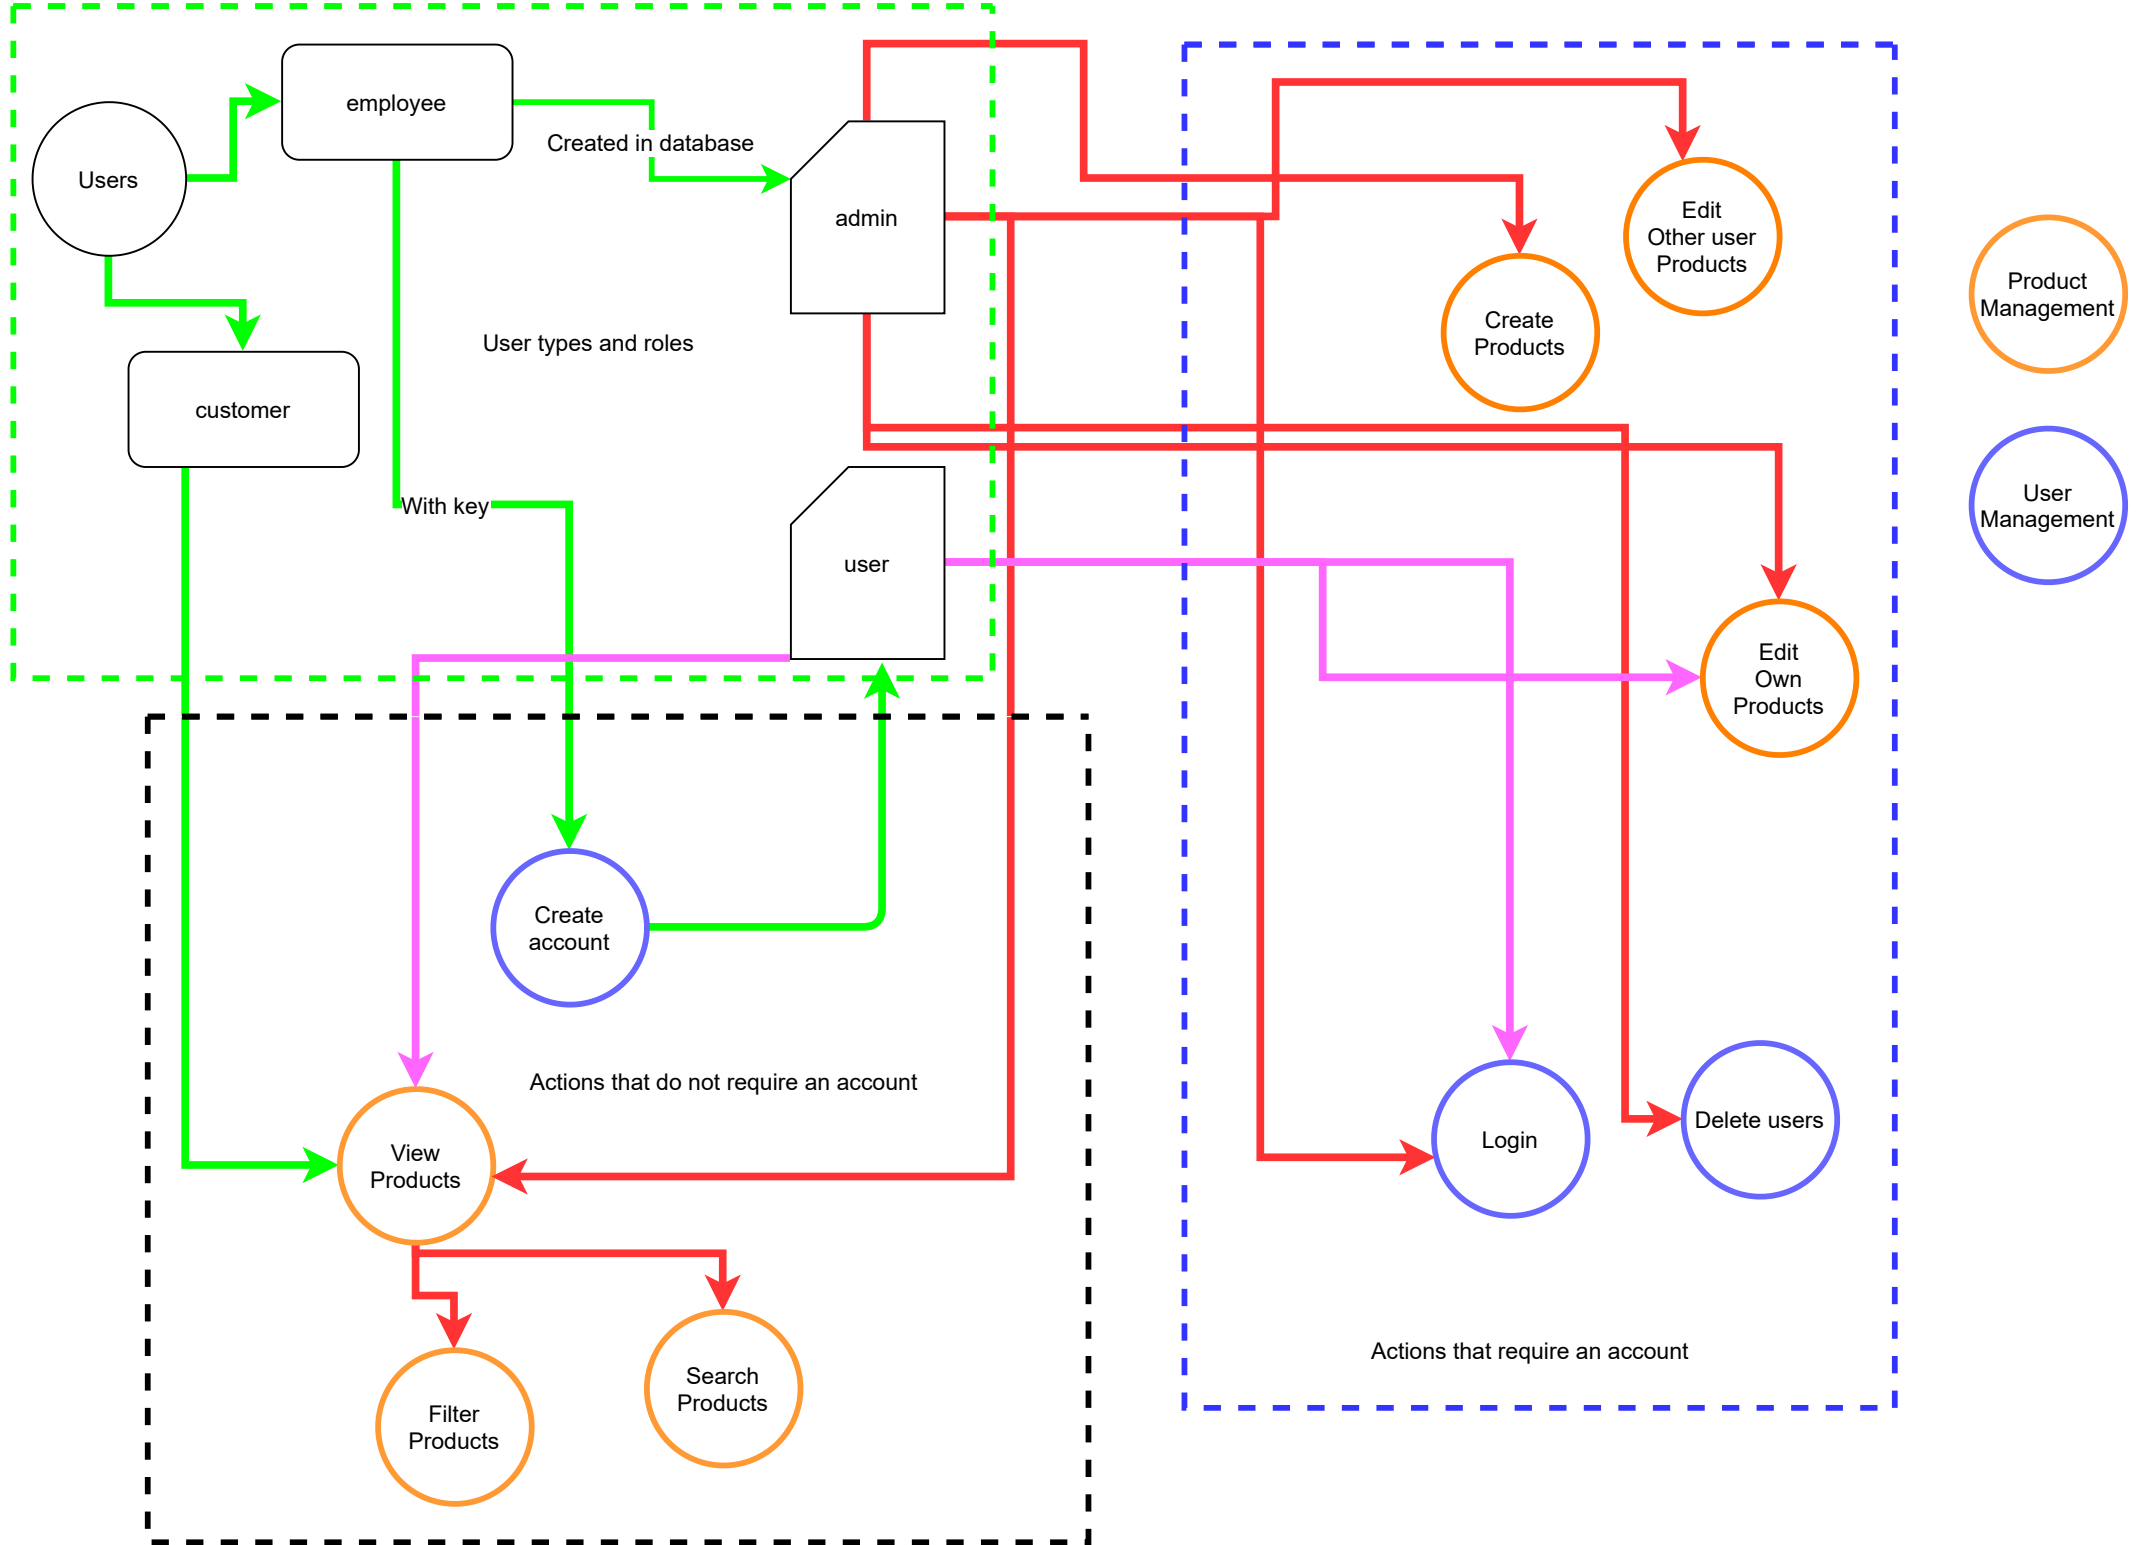 employee
Created in database
Users
admin
User types and roles
customer
With key
user
Edit
Other user
Products
Create
Products
Product
Management
User
Management
Edit
Own
Products
Create
account
Actions that do not require an account
View
Products
Login
Delete users
Search
Products
Filter
Products
Actions that require an account